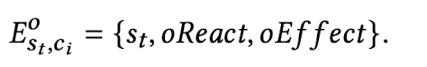 E^o_{s_t,c_i} = {s_t, oReact, oEffect}.